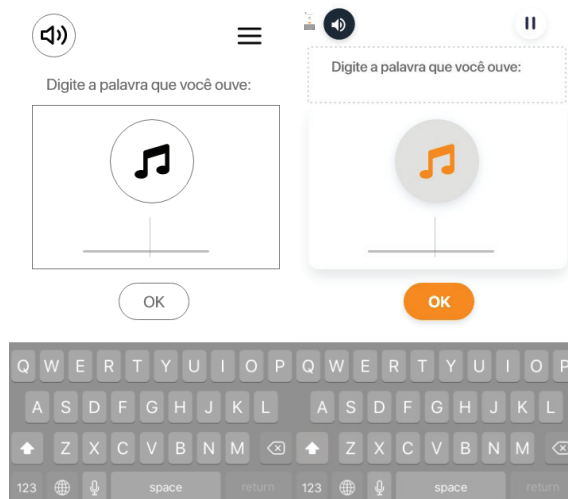 Digite a palavra que você ouve:
OK
Q W E R T Y U I O P
A S D F G H J K L
Z X C V B N M
123 space return
Digite a palavra que você ouve:
OK
Q W E R T Y U I O P
A S D F G H J K L
Z X C V B N M
123 space return